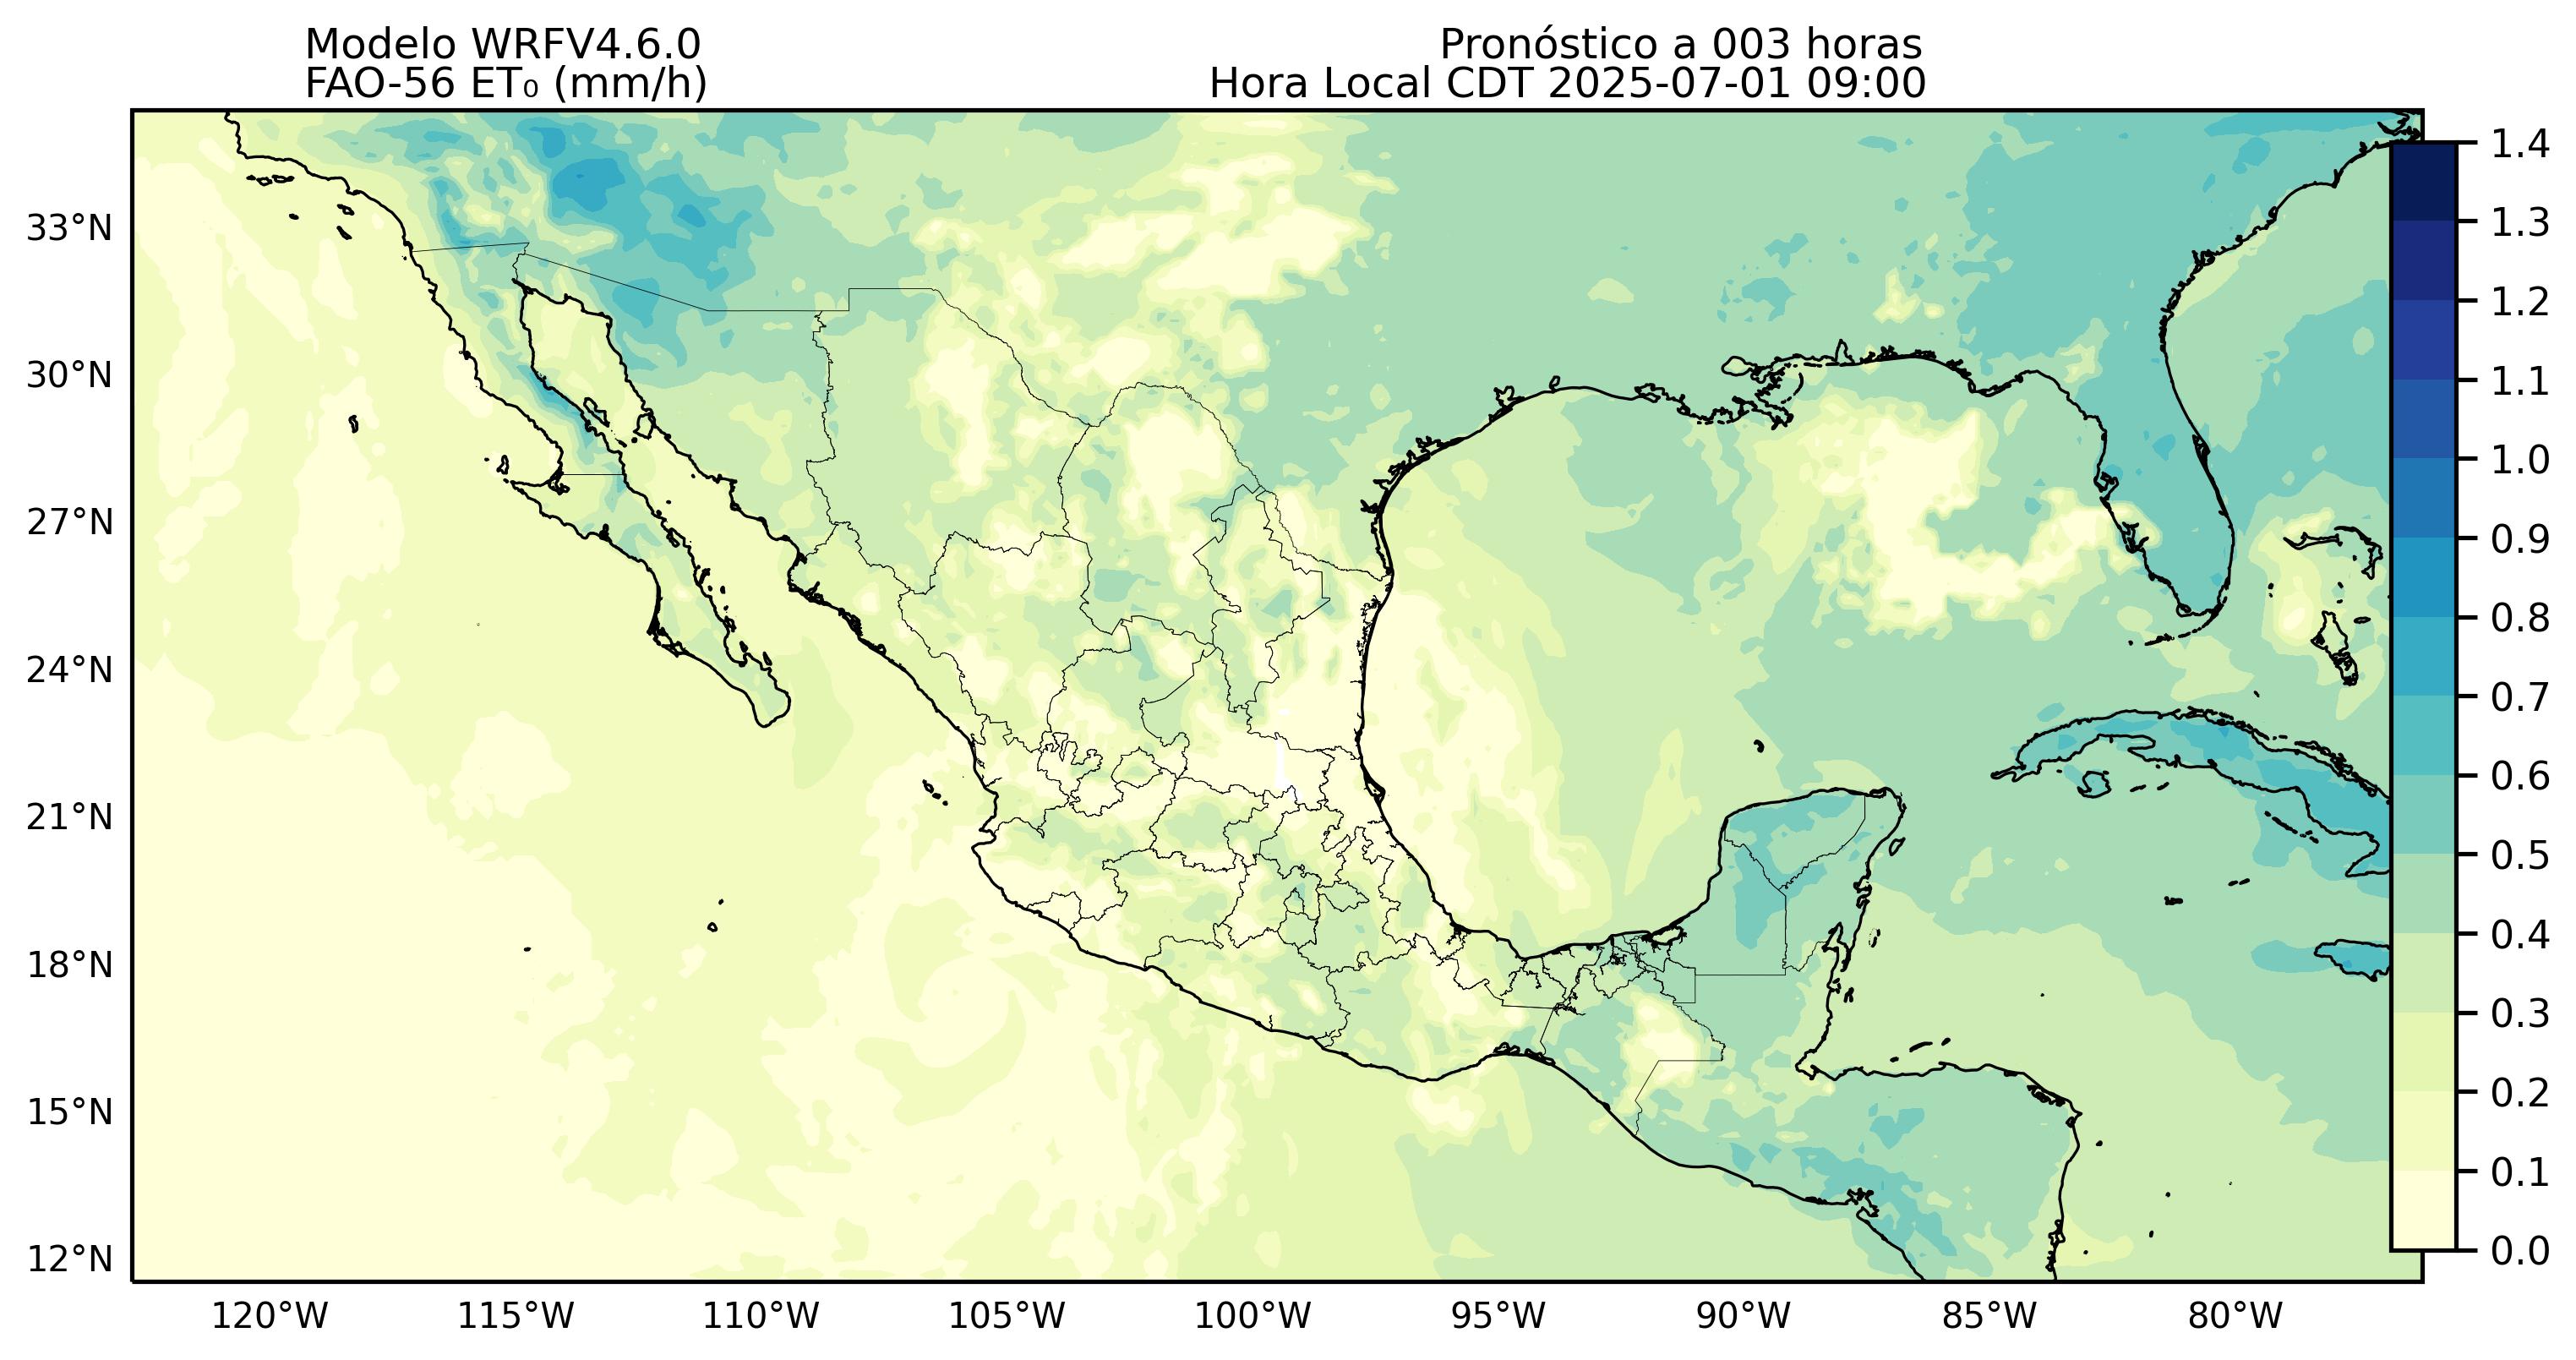 Modelo WRFV4.6.0
FAO-56 ET₀ (mm/h)
Pronóstico a 003 horas
Hora Local CDT 2025-07-01 09:00
33°N
30°N
27°N
24°N
21°N
18°N
15°N
12°N
120°W
115°W
110°W
105°W
100°W
95°W
90°W
85°W
80°W
1.4
1.3
1.2
1.1
1.0
0.9
0.8
0.7
0.6
0.5
0.4
0.3
0.2
0.1
0.0